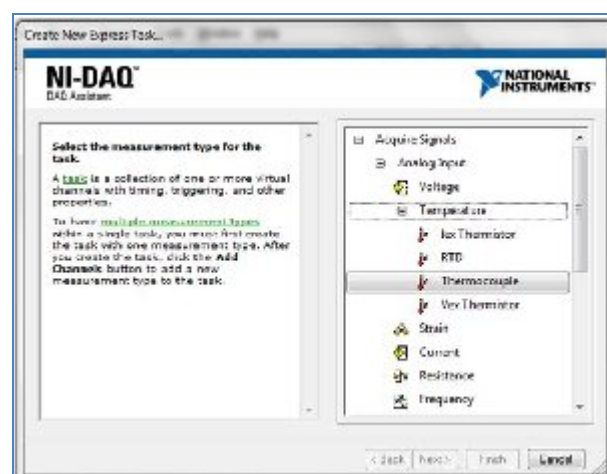 Create New Express Task...
NI-DAQ™
DAQ Assistant
NATIONAL
INSTRUMENTS™
Select the measurement type for the
task.
A task is a collection of one or more virtual
channels with timing, triggering, and other
properties.
To have multiple measurement types
within a single task, you must first create
the task with one measurement type. After
you create the task, click the Add
Channels button to add a new
measurement type to the task.
Acquire Signals
Analog Input
Voltage
Temperature
Iex Thermistor
RTD
Thermocouple
Vex Thermistor
Strain
Current
Resistance
Frequency
< Back Next > Finish Cancel